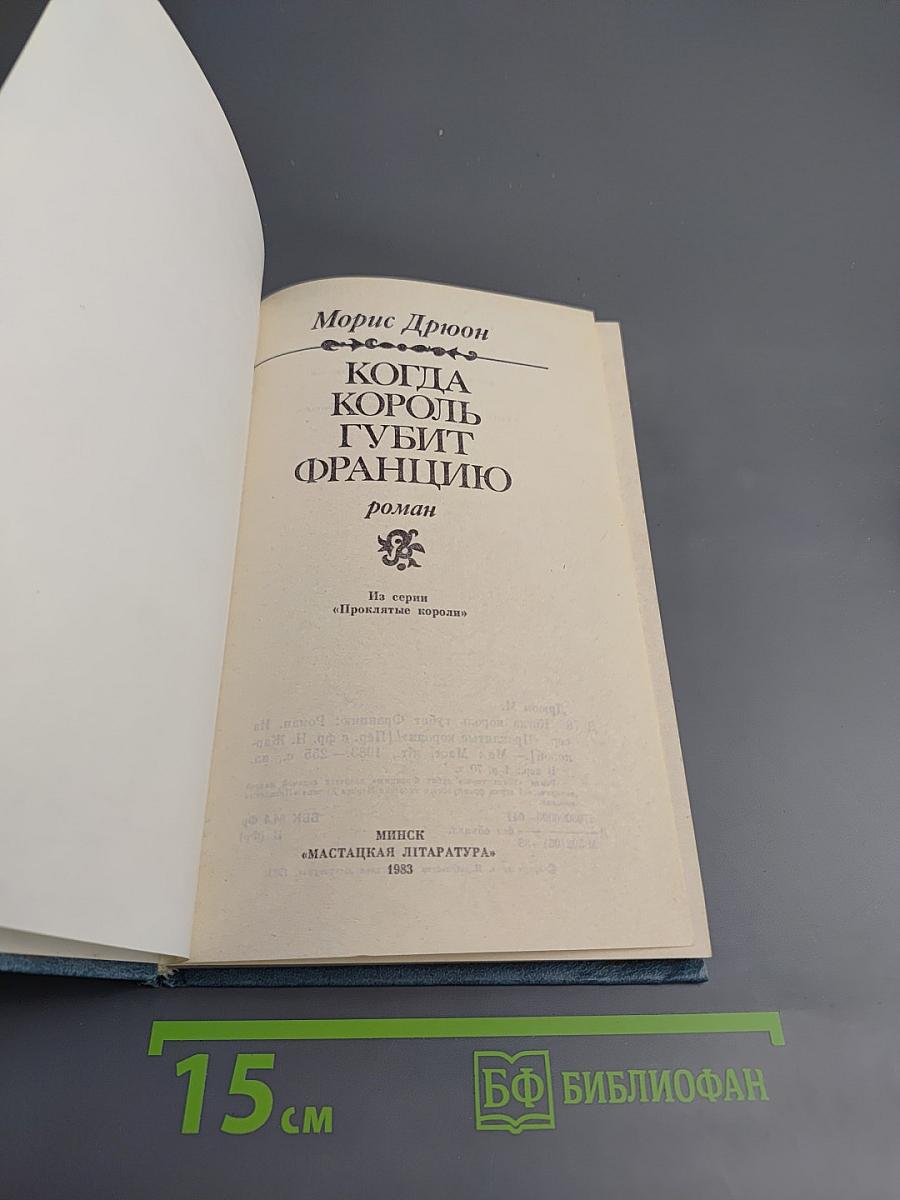 Морис Дрюон
КОГДА
КОРОЛЬ
ГУБИТ
ФРАНЦИЮ
роман
Из серии
«Проклятые короли»
МИНСК
«МАСТАЦКАЯ ЛІТАРАТУРА»
1983
15 см
БФ БИБЛИОФАН